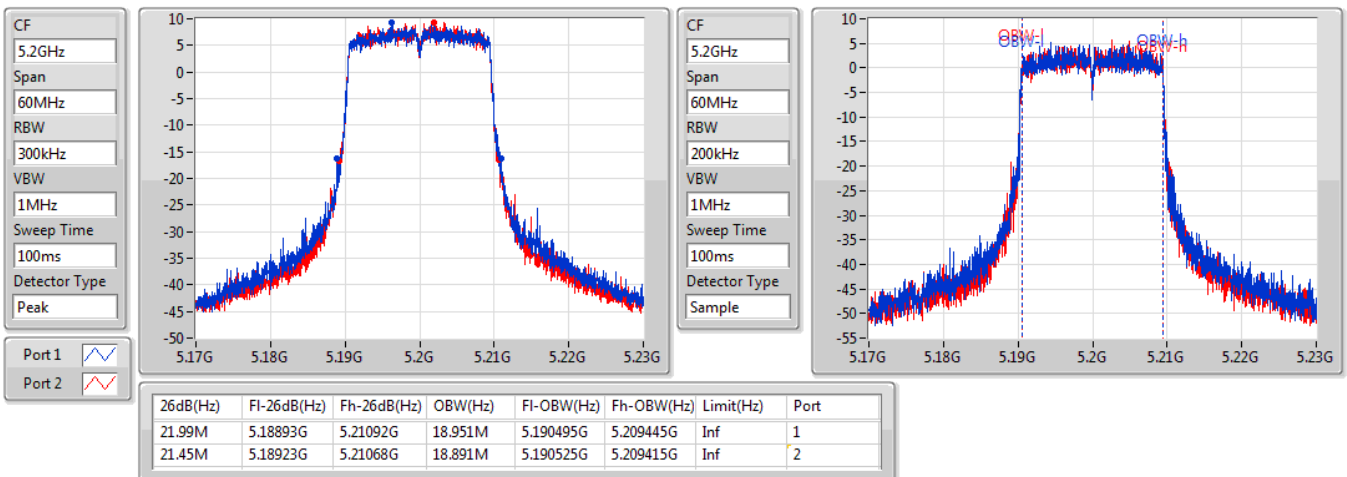 CF
5.2GHz
Span
60MHz
RBW
300kHz
VBW
1MHz
Sweep Time
100ms
Detector Type
Peak
10
5
0
-5
-10
-15
-20
-25
-30
-35
-40
-45
-50
5.17G 5.18G 5.19G 5.2G 5.21G 5.22G 5.23G
Port 1
Port 2
CF
5.2GHz
Span
60MHz
RBW
200kHz
VBW
1MHz
Sweep Time
100ms
Detector Type
Sample
10
5
0
-5
-10
-15
-20
-25
-30
-35
-40
-45
-50
-55
OBW-l OBW-h
OBW-l OBW-h
5.17G 5.18G 5.19G 5.2G 5.21G 5.22G 5.23G
26dB(Hz) Fl-26dB(Hz) Fh-26dB(Hz) OBW(Hz) Fl-OBW(Hz) Fh-OBW(Hz) Limit(Hz) Port
21.99M 5.18893G 5.21092G 18.951M 5.190495G 5.209445G Inf 1
21.45M 5.18923G 5.21068G 18.891M 5.190525G 5.209415G Inf 2